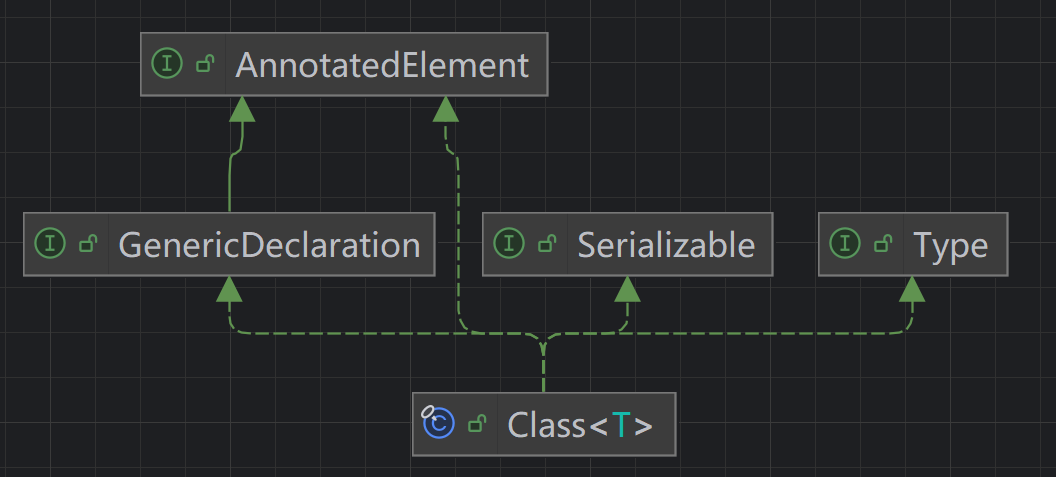 I AnnotatedElement
I GenericDeclaration
I Serializable
I Type
C Class<T>